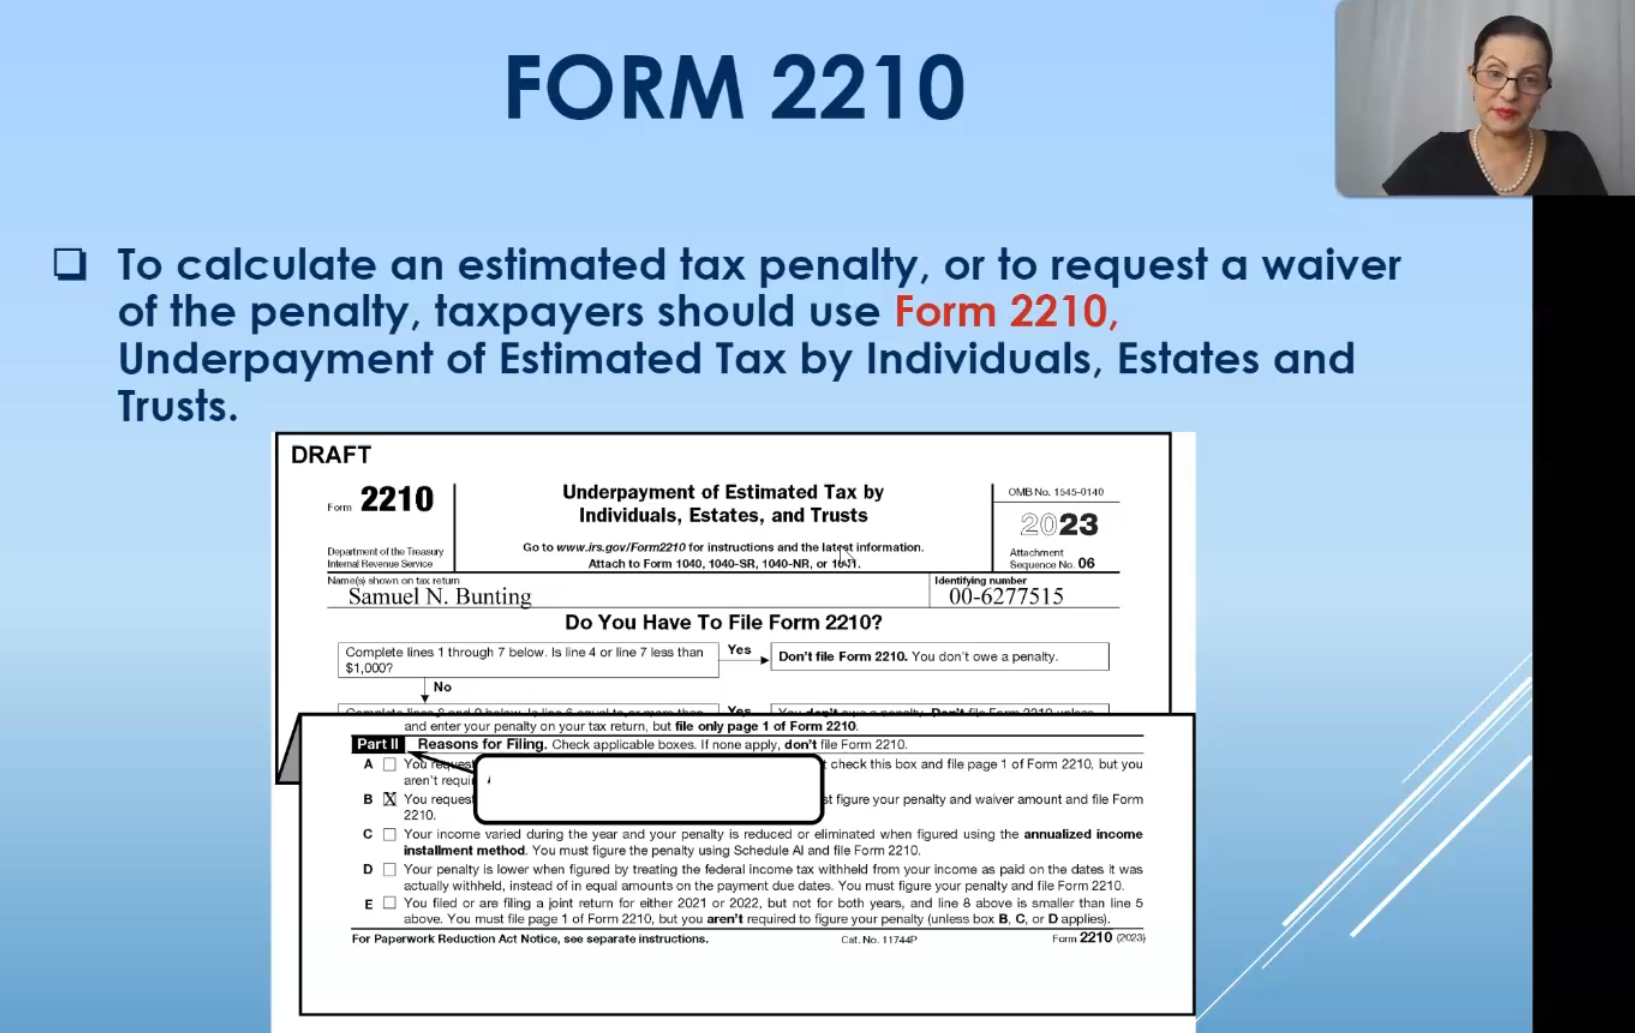 FORM 2210
❑ To calculate an estimated tax penalty, or to request a waiver
of the penalty, taxpayers should use Form 2210,
Underpayment of Estimated Tax by Individuals, Estates and
Trusts.
DRAFT
Form 2210
Department of the Treasury
Internal Revenue Service
Underpayment of Estimated Tax by
Individuals, Estates, and Trusts
Go to www.irs.gov/Form2210 for instructions and the latest information.
Attach to Form 1040, 1040-SR, 1040-NR, or 1041.
OMB No. 1545-0140
2023
Attachment
Sequence No. 06
Name(s) shown on tax return
Samuel N. Bunting
Identifying number
00-6277515
Do You Have To File Form 2210?
Complete lines 1 through 7 below. Is line 4 or line 7 less than
$1,000?
Yes
Don't file Form 2210. You don't owe a penalty.
No
Yes
and enter your penalty on your tax return, but file only page 1 of Form 2210.
Part II Reasons for Filing. Check applicable boxes. If none apply, don't file Form 2210.
A You request check this box and file page 1 of Form 2210, but you
aren't
B X You request figure your penalty and waiver amount and file Form
2210.
C Your income varied during the year and your penalty is reduced or eliminated when figured using the annualized income
installment method. You must figure the penalty using Schedule AI and file Form 2210.
D Your penalty is lower when figured by treating the federal income tax withheld from your income as paid on the dates it was
actually withheld, instead of in equal amounts on the payment due dates. You must figure your penalty and file Form 2210.
E You filed or are filing a joint return for either 2021 or 2022, but not for both years, and line 8 above is smaller than line 5
above. You must file page 1 of Form 2210, but you aren't required to figure your penalty (unless box B, C, or D applies).
For Paperwork Reduction Act Notice, see separate instructions.
Cat. No. 11744P
Form 2210 (2023)